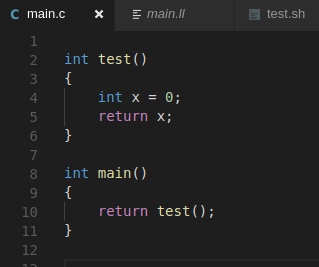 C main.c × main.ll test.sh
1
2 int test()
3 {
4     int x = 0;
5     return x;
6 }
7
8 int main()
9 {
10     return test();
11 }
12